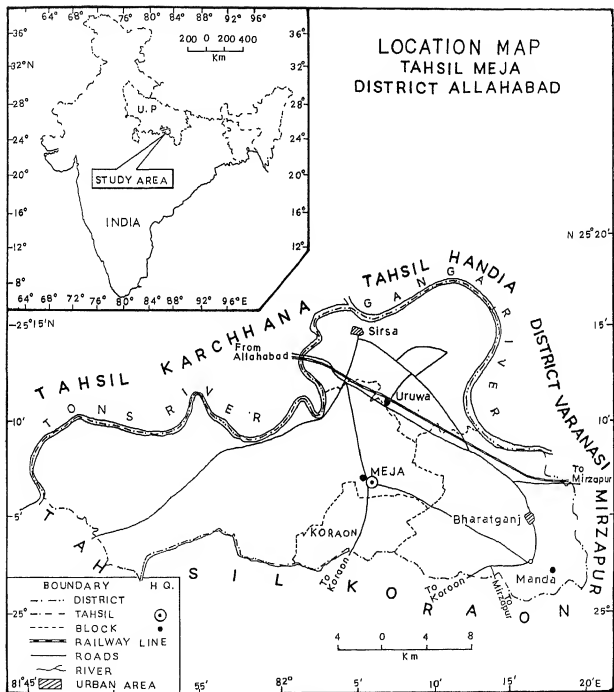 64° 68° 72° 76° 80° 84° 88° 92° 96°
200 0 200 400
Km
36°
32°N
28°
24°
20°
16°
12°
8°
36°
32°
28°
24°
20°
16°
12°N
8°
U.P
STUDY AREA
INDIA
64° 68° 72° 76° 80° 84° 88° 92° 96°E
LOCATION MAP
TAHSIL MEJA
DISTRICT ALLAHABAD
N 25° 20'
25° 15'N
15'
10'
10'
5'
5'
25°
25°
TAHSIL HANDIA
GANGA RIVER
TAHSIL KARCHHANA
TONS RIVER
DISTRICT VARANASI
MIRZAPUR
From
Allahabad
Sirsa
Uruwa
To
Mirzapur
MEJA
KORAON
Bharatganj
Manda
To
Koraon
To
Koraon
To
Mirzapur
TAHSIL KORAON
BOUNDARY H.Q.
DISTRICT
TAHSIL
BLOCK
RAILWAY LINE
ROADS
RIVER
URBAN AREA
4 0 4 8
Km
81° 45' 55' 82° 5' 10' 15' 20'